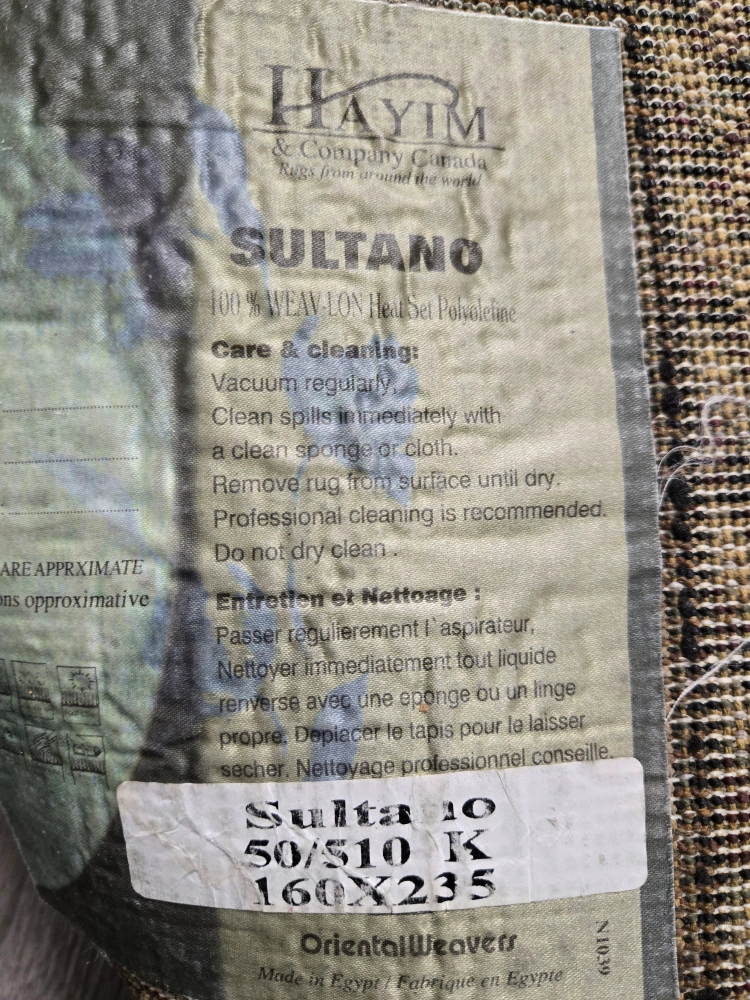 HAYIM
& Company Canada
Rugs from around the world
SULTANO
100 % WEAV-LON Heat Set Polyolefine
Care & cleaning:
Vacuum regularly,
Clean spills immediately with
a clean sponge or cloth.
Remove rug from surface until dry.
Professional cleaning is recommended.
Do not dry clean .
Entretien et Nettoage :
Passer regulierement l`aspirateur,
Nettoyer immediatement tout liquide
renverse avec une eponge ou un linge
propre. Deplacer le tapis pour le laisser
secher. Nettoyage professionnel conseille.
ARE APPRXIMATE
ons opproximative
Sulta io
50/510 K
160X235
OrientalWeavers
Made in Egypt / Fabrique en Egypte
N1039